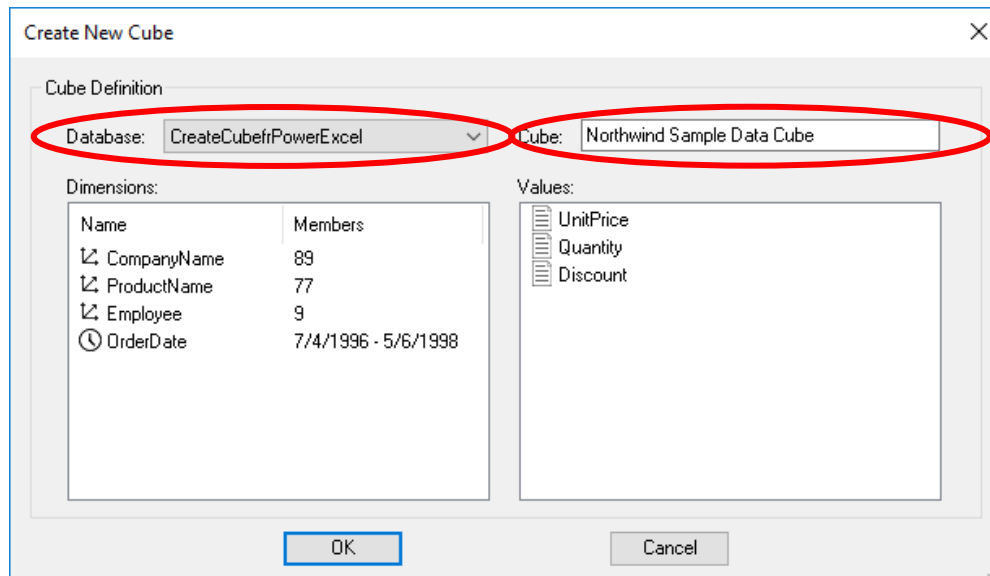 Create New Cube
Cube Definition
Database: CreateCubefrPowerExcel Cube: Northwind Sample Data Cube
Dimensions: Values:
Name Members
CompanyName 89
ProductName 77
Employee 9
OrderDate 7/4/1996 - 5/6/1998
UnitPrice
Quantity
Discount
OK Cancel